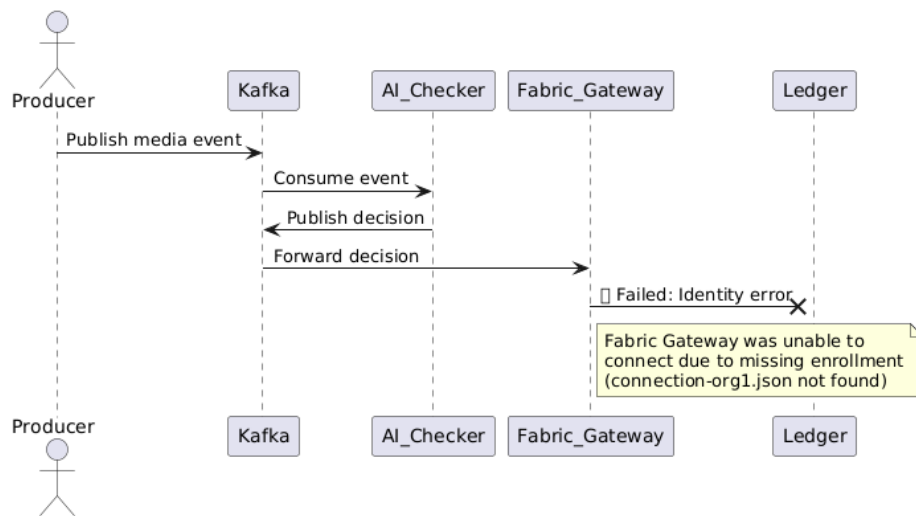 Producer
Kafka
AI_Checker
Fabric_Gateway
Ledger
Publish media event
Consume event
Publish decision
Forward decision
Failed: Identity error
Fabric Gateway was unable to
connect due to missing enrollment
(connection-org1.json not found)
Producer
Kafka
AI_Checker
Fabric_Gateway
Ledger